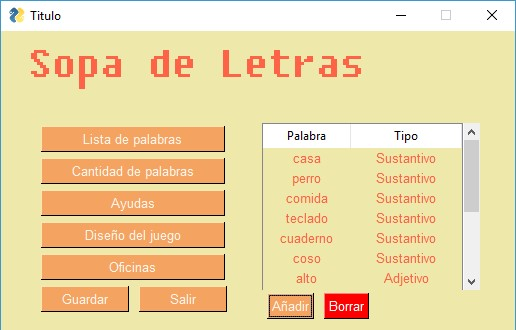 Titulo
Sopa de Letras
Lista de palabras
Cantidad de palabras
Ayudas
Diseño del juego
Oficinas
Guardar Salir
Palabra Tipo
casa Sustantivo
perro Sustantivo
comida Sustantivo
teclado Sustantivo
cuaderno Sustantivo
coso Sustantivo
alto Adjetivo
Añadir Borrar